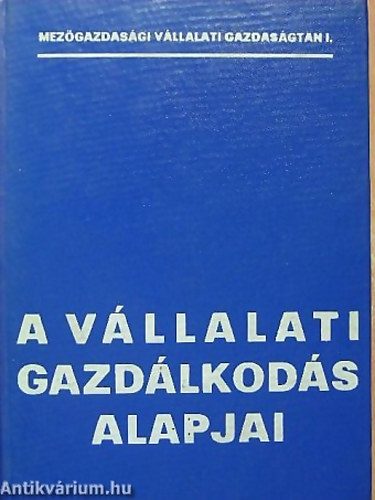 MEZŐGAZDASÁGI VÁLLALATI GAZDASÁGTAN I.
A VÁLLALATI
GAZDÁLKODÁS
ALAPJAI
Antikvárium.hu